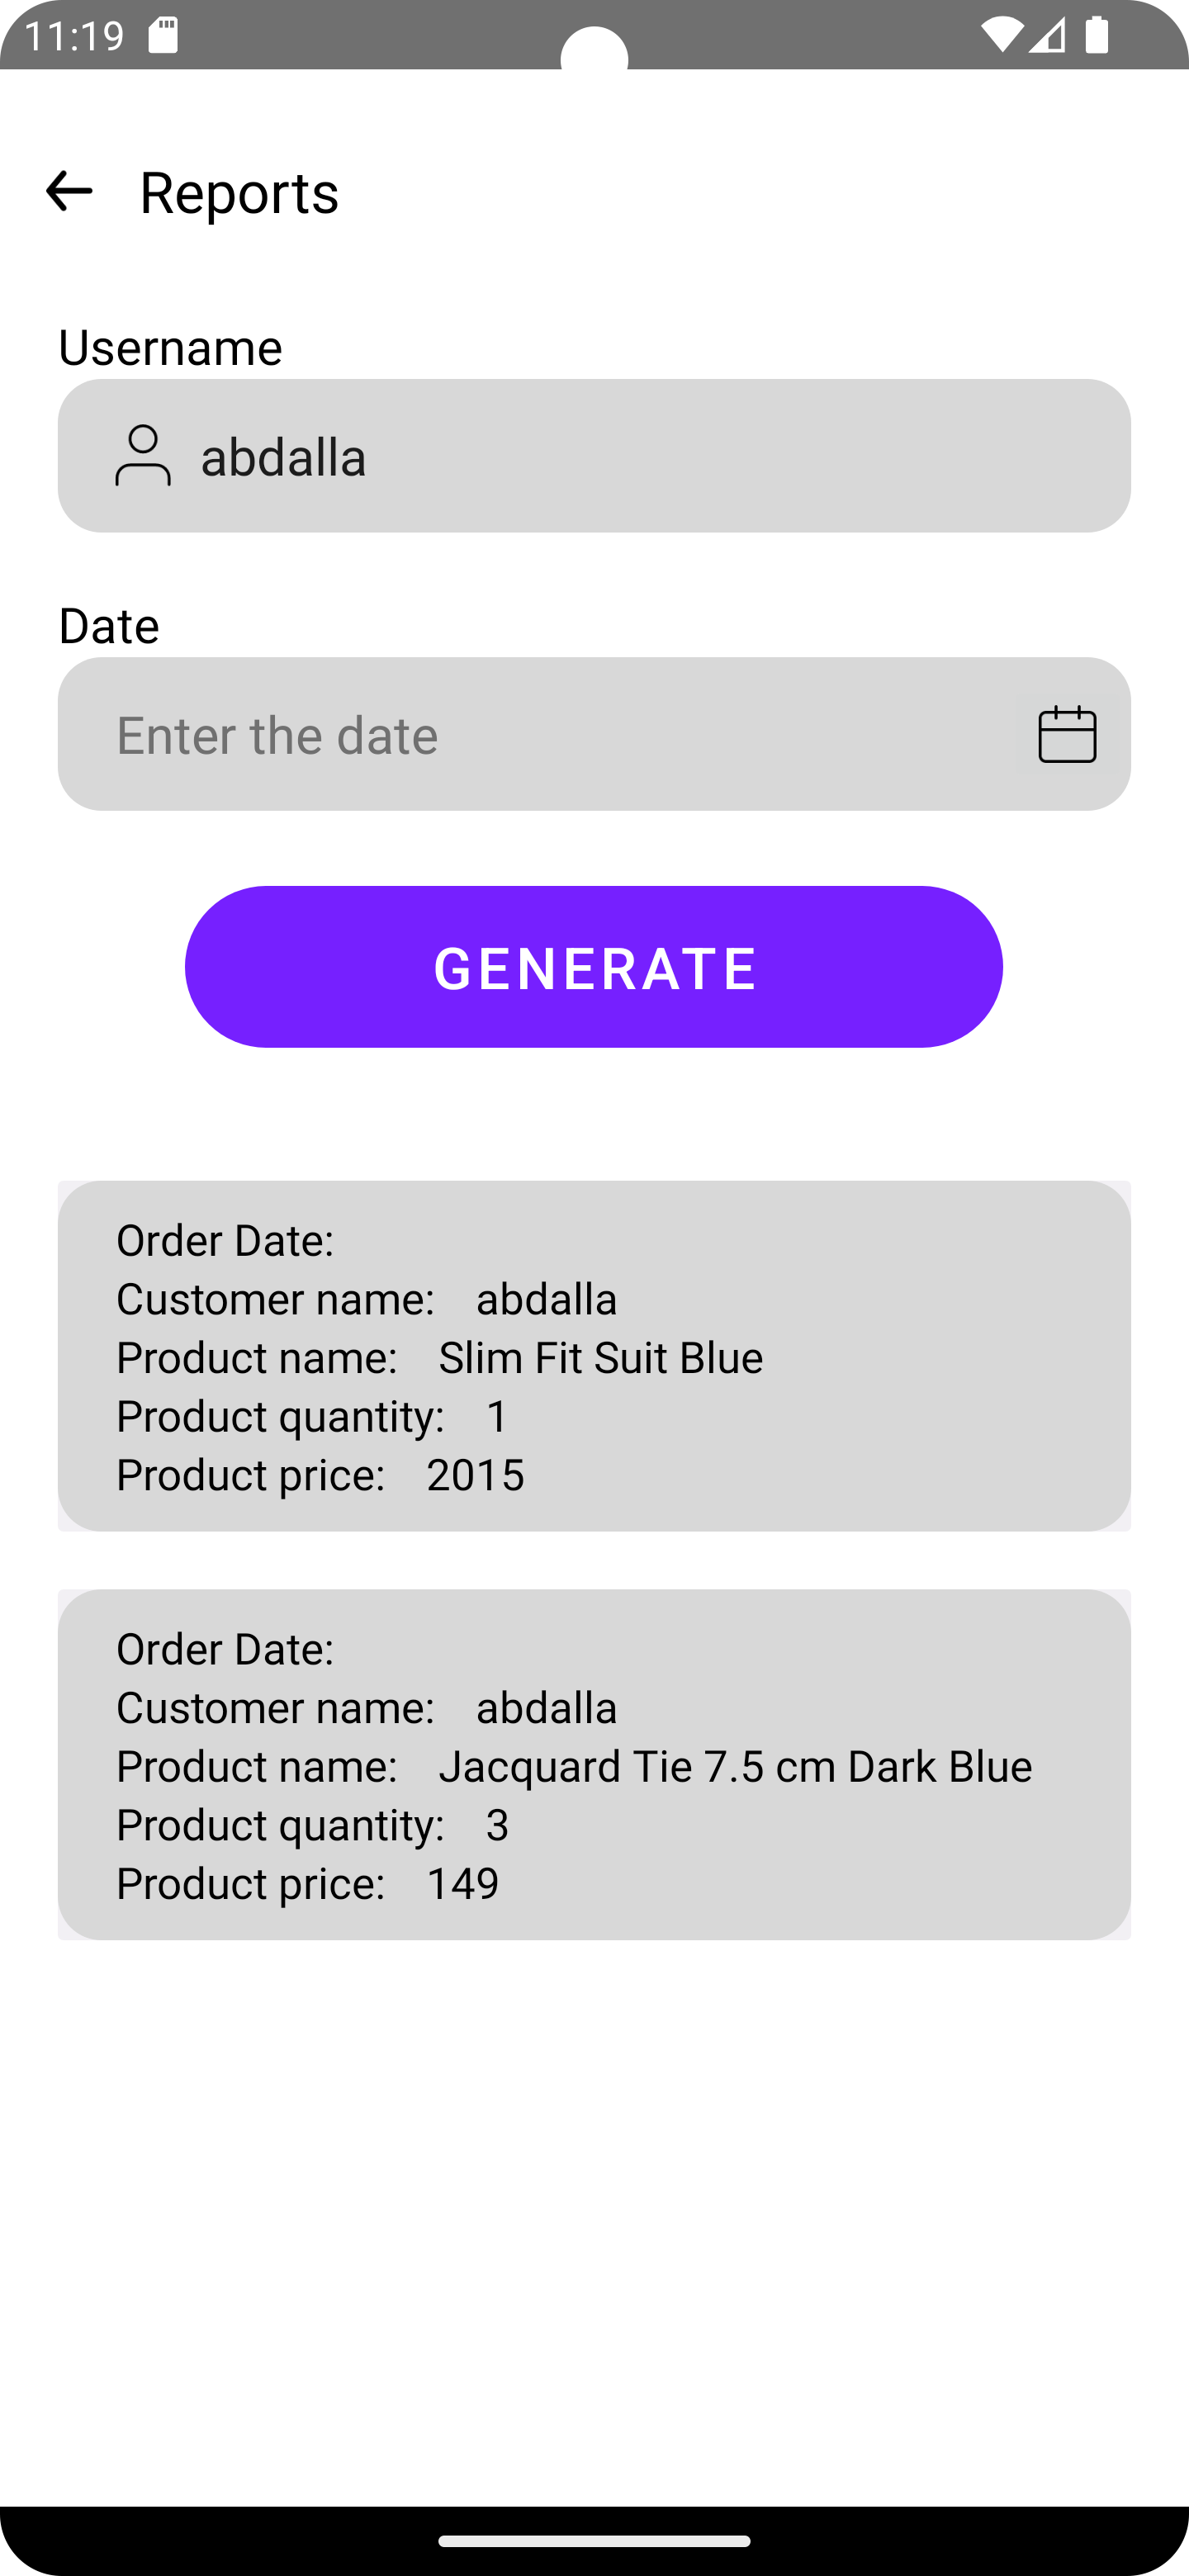 11:19
Reports
Username
abdalla
Date
Enter the date
GENERATE
Order Date:
Customer name: abdalla
Product name: Slim Fit Suit Blue
Product quantity: 1
Product price: 2015
Order Date:
Customer name: abdalla
Product name: Jacquard Tie 7.5 cm Dark Blue
Product quantity: 3
Product price: 149